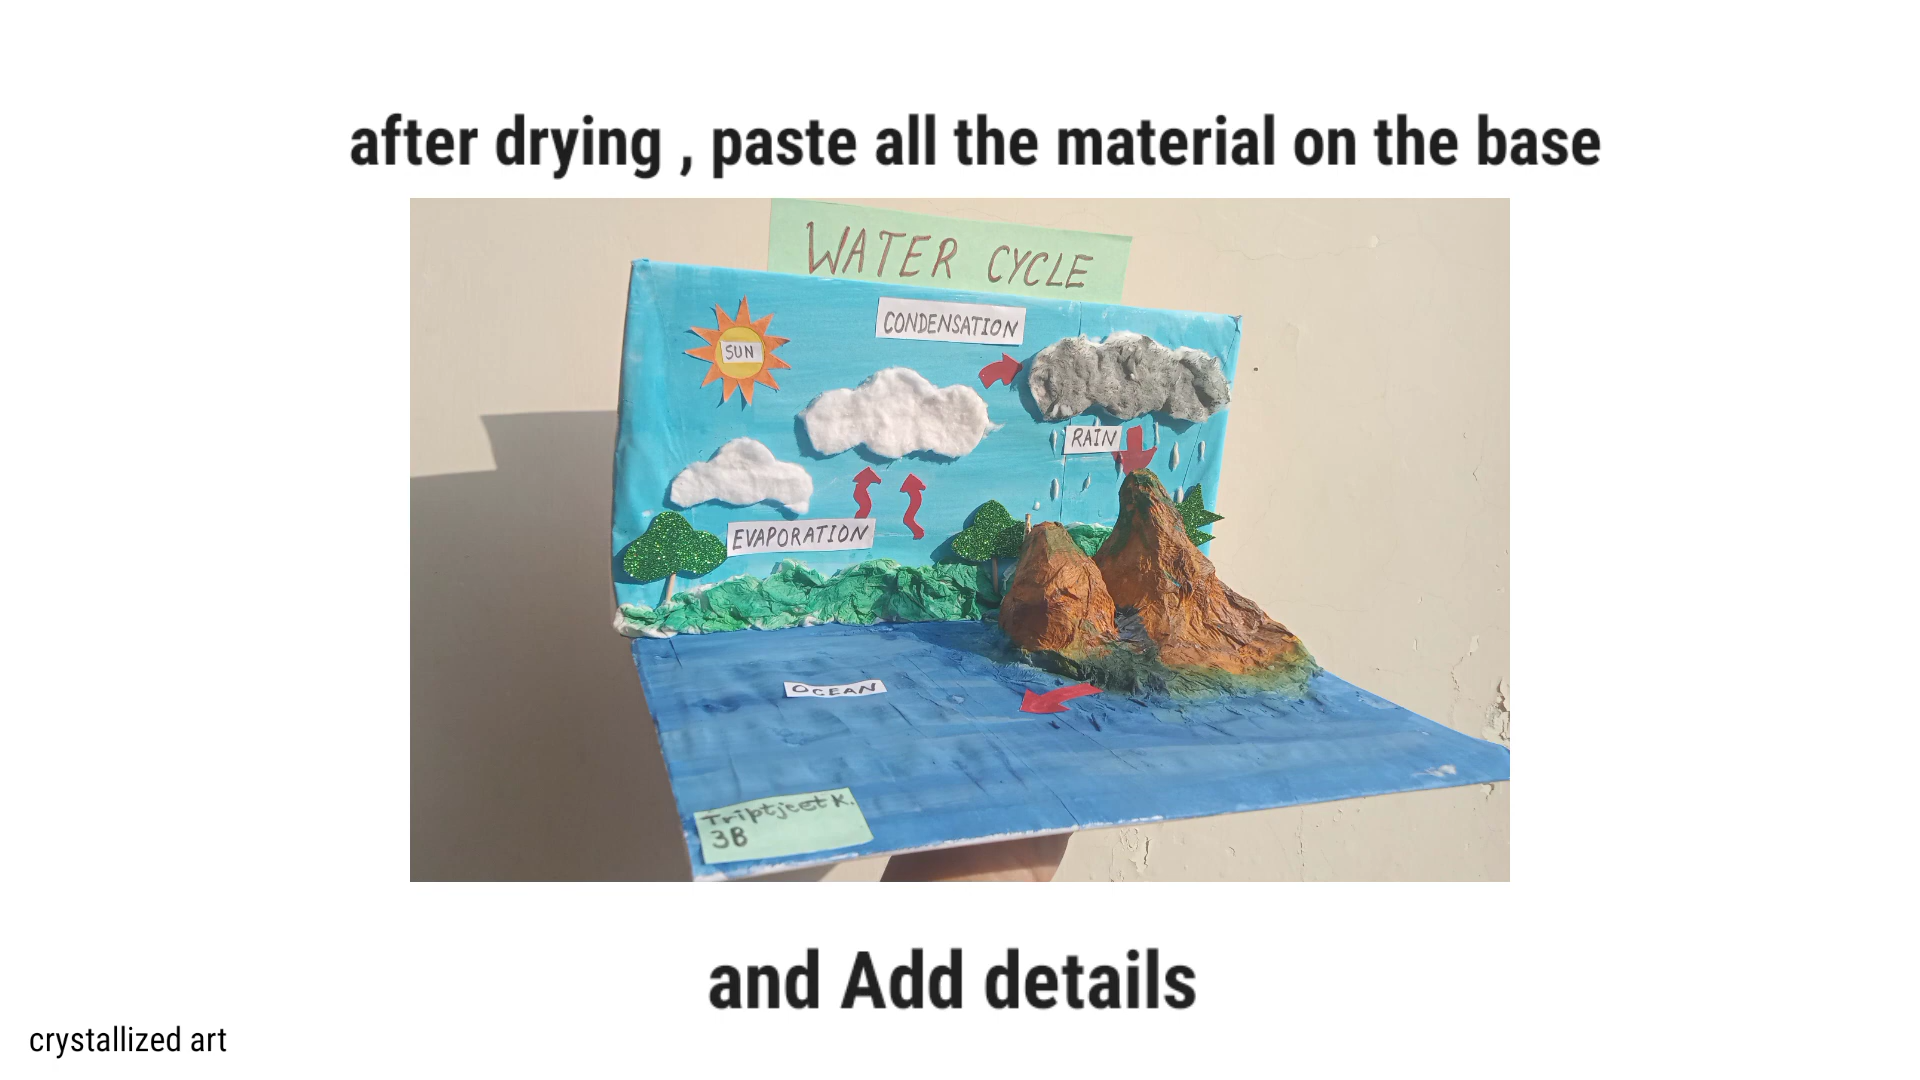 after drying , paste all the material on the base
WATER CYCLE
CONDENSATION
SUN
RAIN
EVAPORATION
OCEAN
Triptjeet K.
3B
and Add details
crystallized art